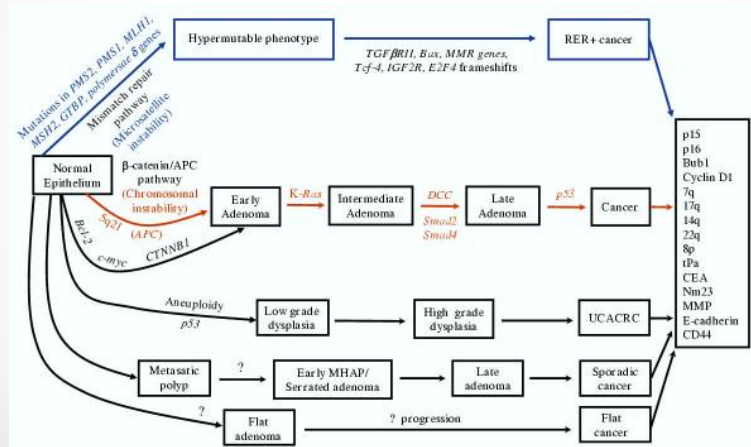 Mutations in PMS2, PMS1, MLH1,
MSH2, GTBP, polymersae δ genes
Mismatch repair
pathway
(Microsatellite
instability)
Hypermutable phenotype
TGFβRII, Bax, MMR genes,
Tcf-4, IGF2R, E2F4 frameshifts
RER+ cancer
Normal
Epithelium
β-catenin/APC
pathway
(Chromosomal
instability)
5q21
(APC)
Bcl-2
c-myc
CTNNB1
Early
Adenoma
K-Ras
Intermediate
Adenoma
DCC
Smad2
Smad4
Late
Adenoma
p53
Cancer
Aneuploidy
p53
Low grade
dysplasia
High grade
dysplasia
UCACRC
Metasatic
polyp
?
Early MHAP/
Serrated adenoma
Late
adenoma
Sporadic
cancer
?
Flat
adenoma
? progression
Flat
cancer
p15
p16
Bub1
Cyclin D1
7q
17q
14q
22q
8p
tPa
CEA
Nm23
MMP
E-cadherin
CD44